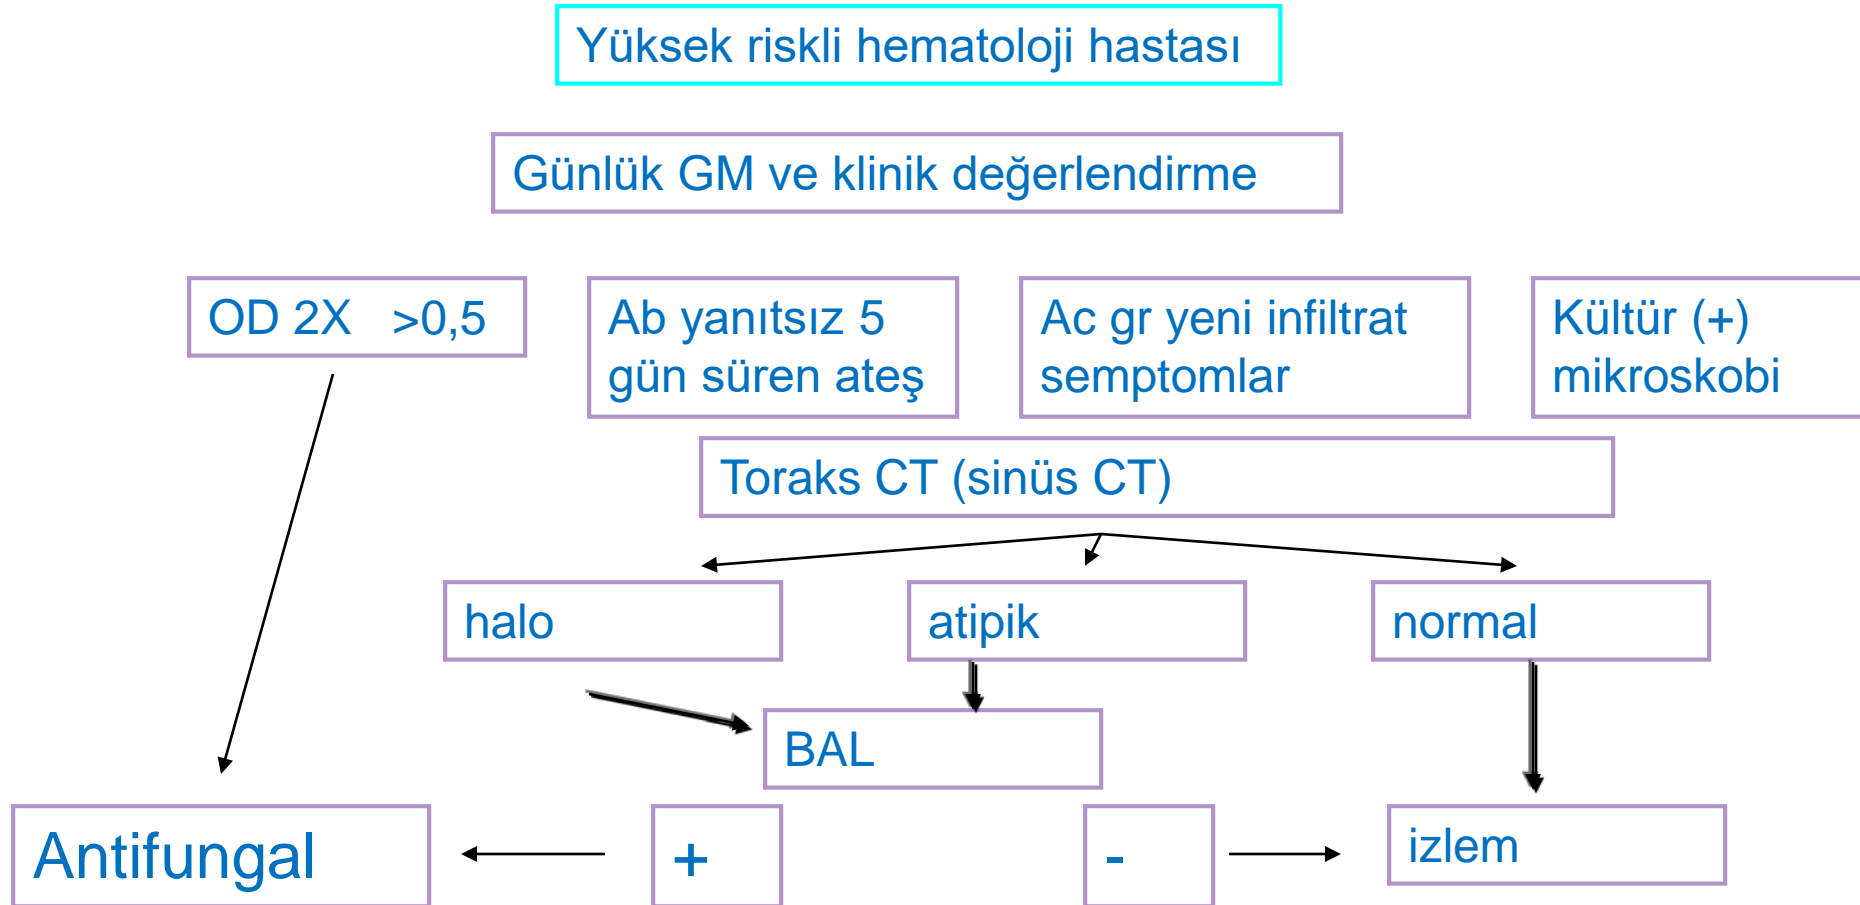 Yüksek riskli hematoloji hastası
Günlük GM ve klinik değerlendirme
OD 2X >0,5
Ab yanıtsız 5
gün süren ateş
Ac gr yeni infiltrat
semptomlar
Kültür (+)
mikroskobi
Toraks CT (sinüs CT)
halo
atipik
normal
BAL
Antifungal
+
-
izlem